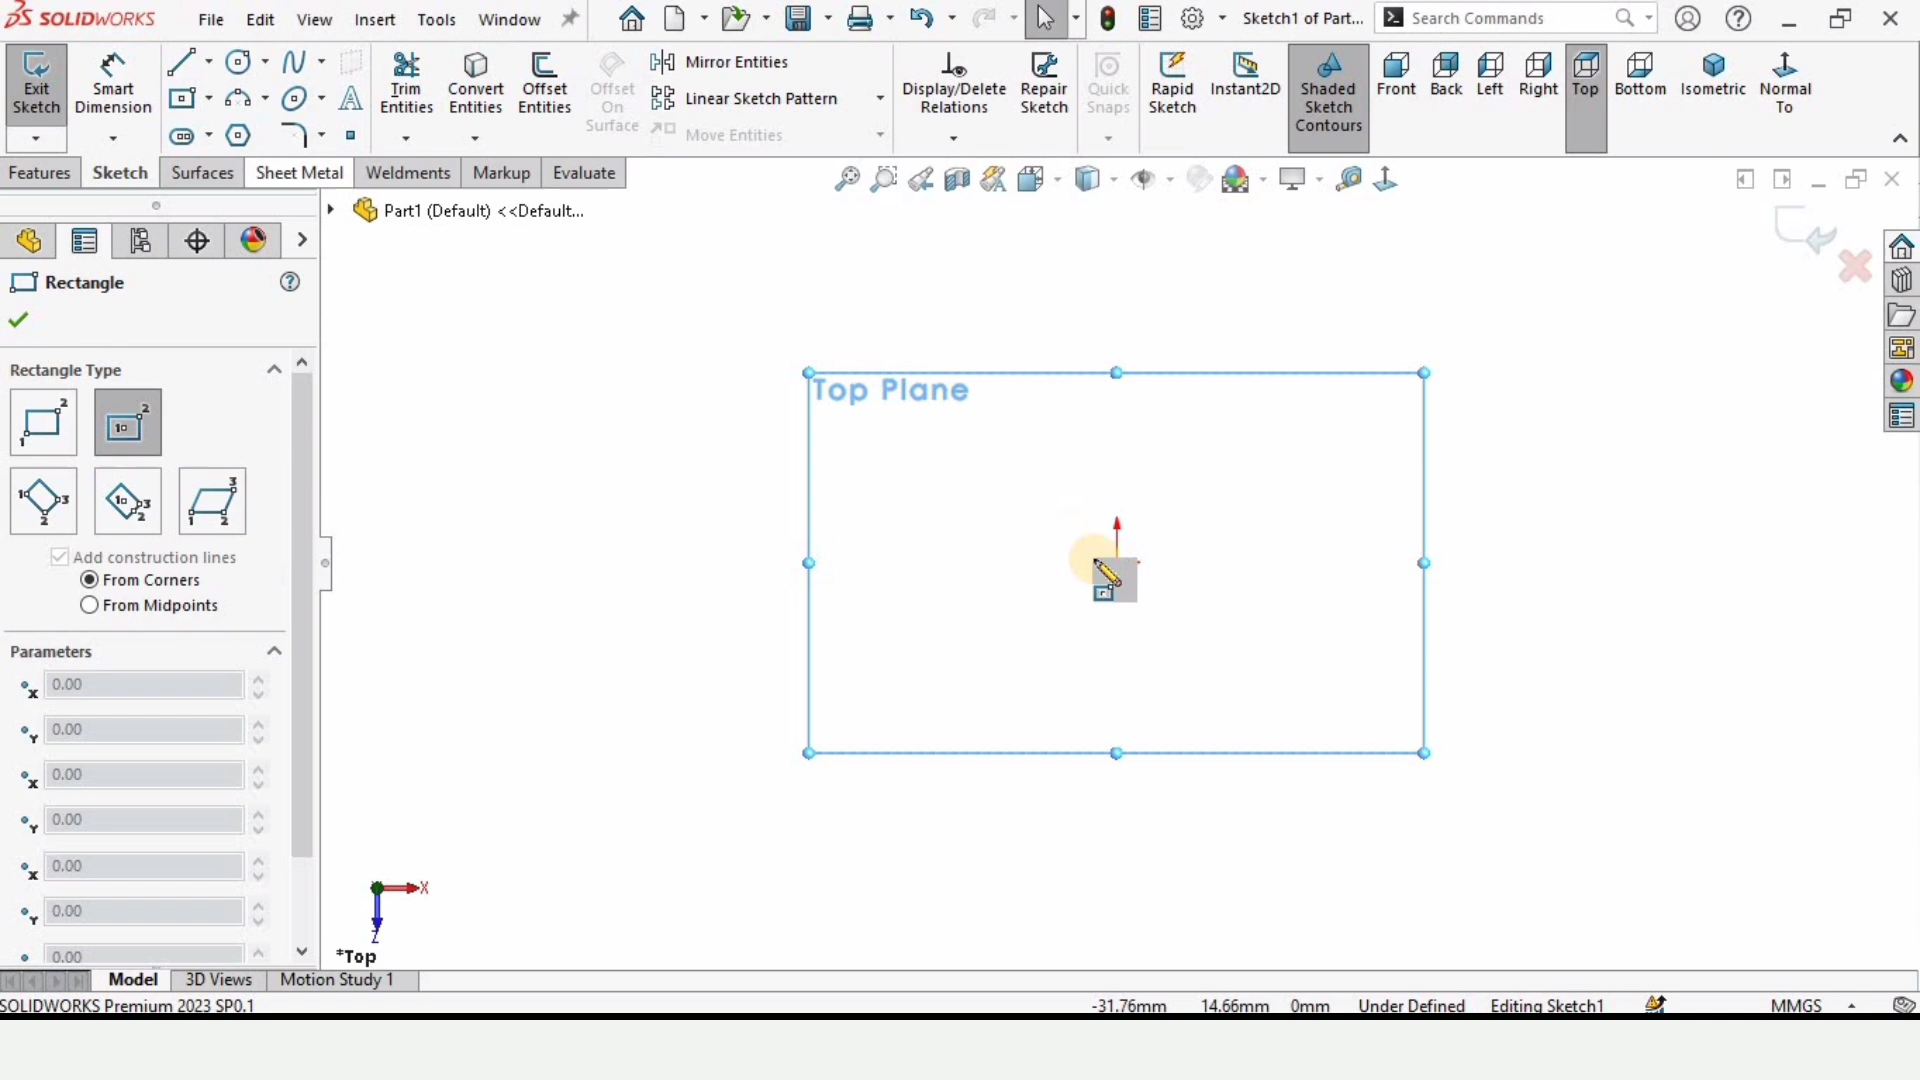 SOLIDWORKS File Edit View Insert Tools Window Sketch1 of Part... Search Commands
Exit Sketch
Smart Dimension
Trim Entities
Convert Entities
Offset Entities
Offset On Surface
Mirror Entities
Linear Sketch Pattern
Move Entities
Display/Delete Relations
Repair Sketch
Quick Snaps
Rapid Sketch
Instant2D
Shaded Sketch Contours
Front Back Left Right Top Bottom Isometric
Normal To
Features Sketch Surfaces Sheet Metal Weldments Markup Evaluate
Part1 (Default) <<Default...
Rectangle
Rectangle Type
Add construction lines
From Corners
From Midpoints
Parameters
X 0.00
Y 0.00
X 0.00
Y 0.00
X 0.00
Y 0.00
0.00
Top Plane
X
Z
*Top
Model 3D Views Motion Study 1
SOLIDWORKS Premium 2023 SP0.1 -31.76mm 14.66mm 0mm Under Defined Editing Sketch1 MMGS